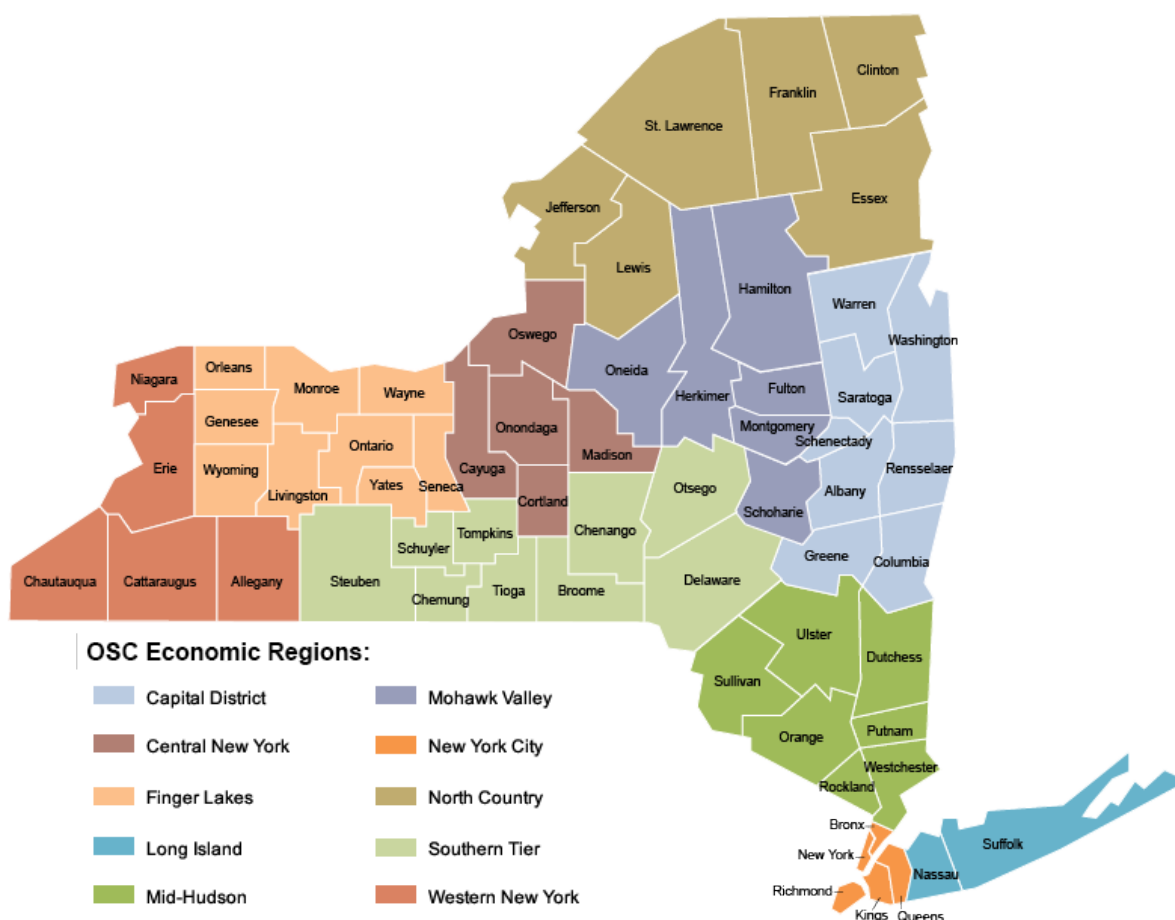 Clinton
Franklin
St. Lawrence
Essex
Jefferson
Lewis
Hamilton
Warren
Oswego
Washington
Niagara
Orleans
Oneida
Monroe
Wayne
Fulton
Herkimer
Saratoga
Genesee
Montgomery
Onondaga
Schenectady
Ontario
Madison
Erie
Wyoming
Cayuga
Rensselaer
Yates
Seneca
Albany
Livingston
Cortland
Otsego
Schoharie
Tompkins
Chenango
Schuyler
Greene
Columbia
Chautauqua
Cattaraugus
Allegany
Steuben
Delaware
Chemung
Tioga
Broome
Ulster
Dutchess
Sullivan
Putnam
Orange
Westchester
Rockland
Bronx
New York
Suffolk
Nassau
Richmond
Kings
Queens
OSC Economic Regions:
Capital District
Central New York
Finger Lakes
Long Island
Mid-Hudson
Mohawk Valley
New York City
North Country
Southern Tier
Western New York